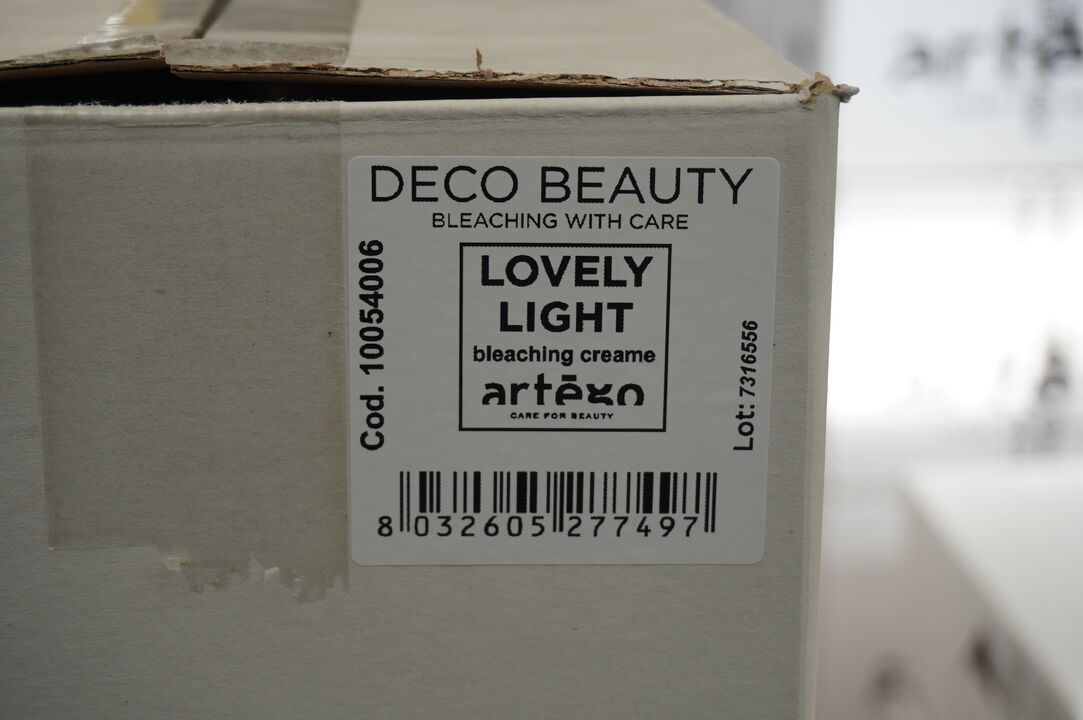 DECO BEAUTY
BLEACHING WITH CARE
Cod. 10054006
LOVELY
LIGHT
bleaching creame
artēgo
CARE FOR BEAUTY
Lot: 7316556
8 032605 277497